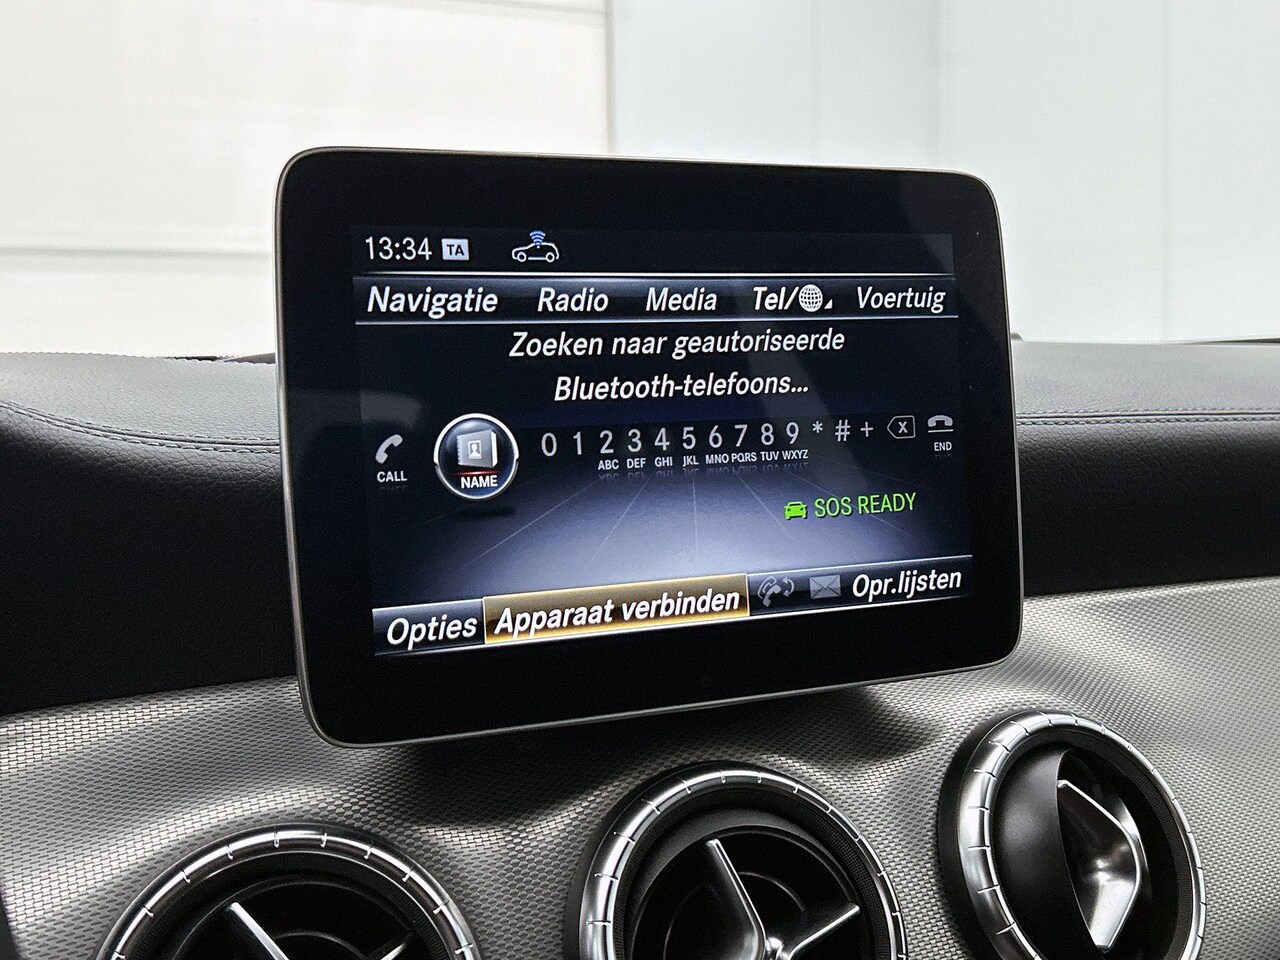 13:34 TA
Navigatie Radio Media Tel/ Voertuig
Zoeken naar geautoriseerde
Bluetooth-telefoons...
0 1 2 3 4 5 6 7 8 9 * # + X
ABC DEF GHI JKL MNO PQRS TUV WXYZ
CALL NAME END
SOS READY
Opties Apparaat verbinden Opr.lijsten